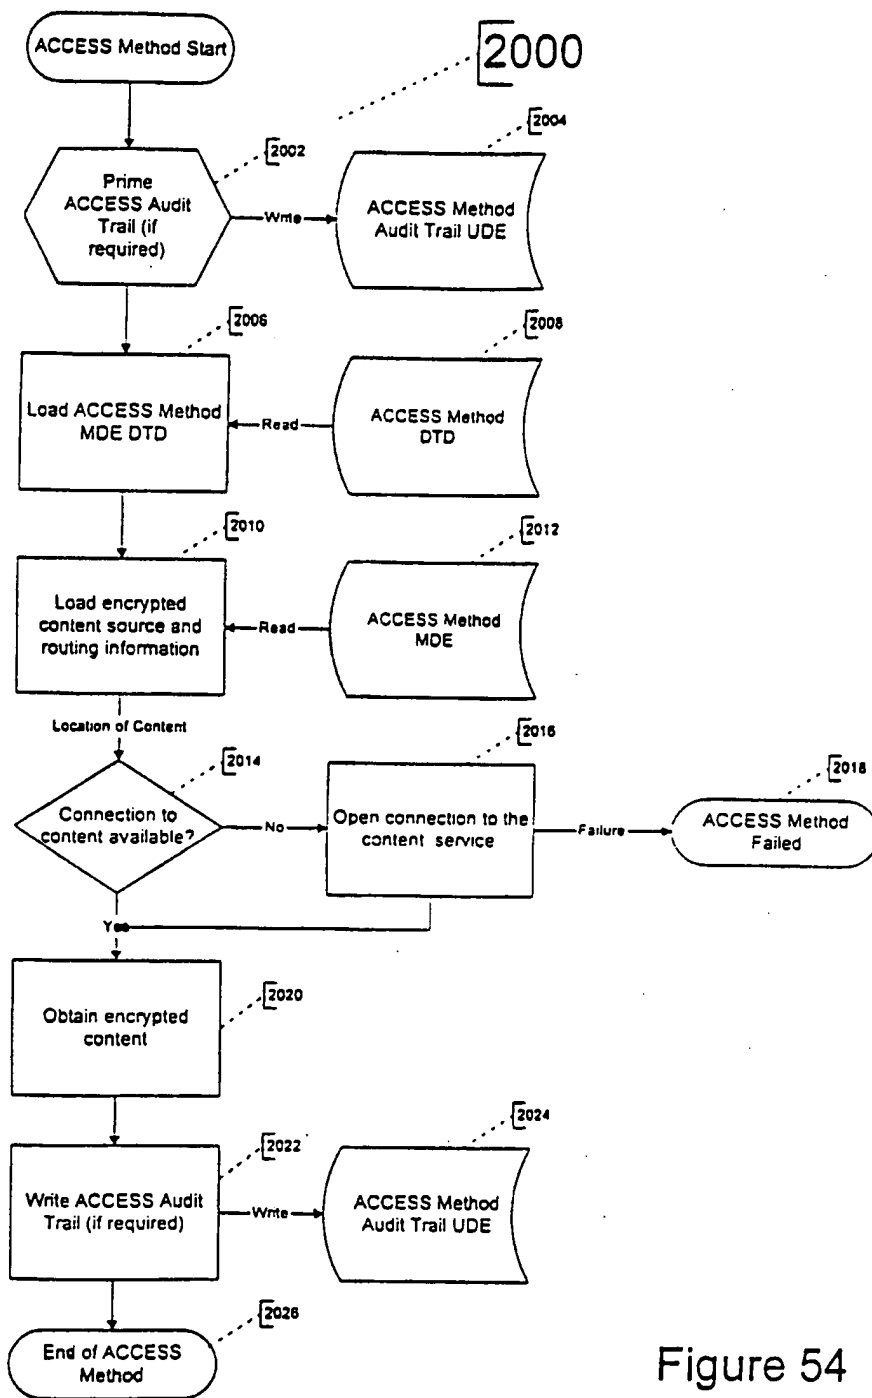 ACCESS Method Start
2000
2002
2004
Prime
ACCESS Audit
Trail (if
required)
Write
ACCESS Method
Audit Trail UDE
2006
2008
Load ACCESS Method
MDE DTD
Read
ACCESS Method
DTD
2010
2012
Load encrypted
content source and
routing information
Read
ACCESS Method
MDE
Location of Content
2014
2016
2018
Connection to
content available?
No
Open connection to the
content service
Failure
ACCESS Method
Failed
Yes
2020
Obtain encrypted
content
2022
2024
Write ACCESS Audit
Trail (if required)
Write
ACCESS Method
Audit Trail UDE
2026
End of ACCESS
Method
Figure 54